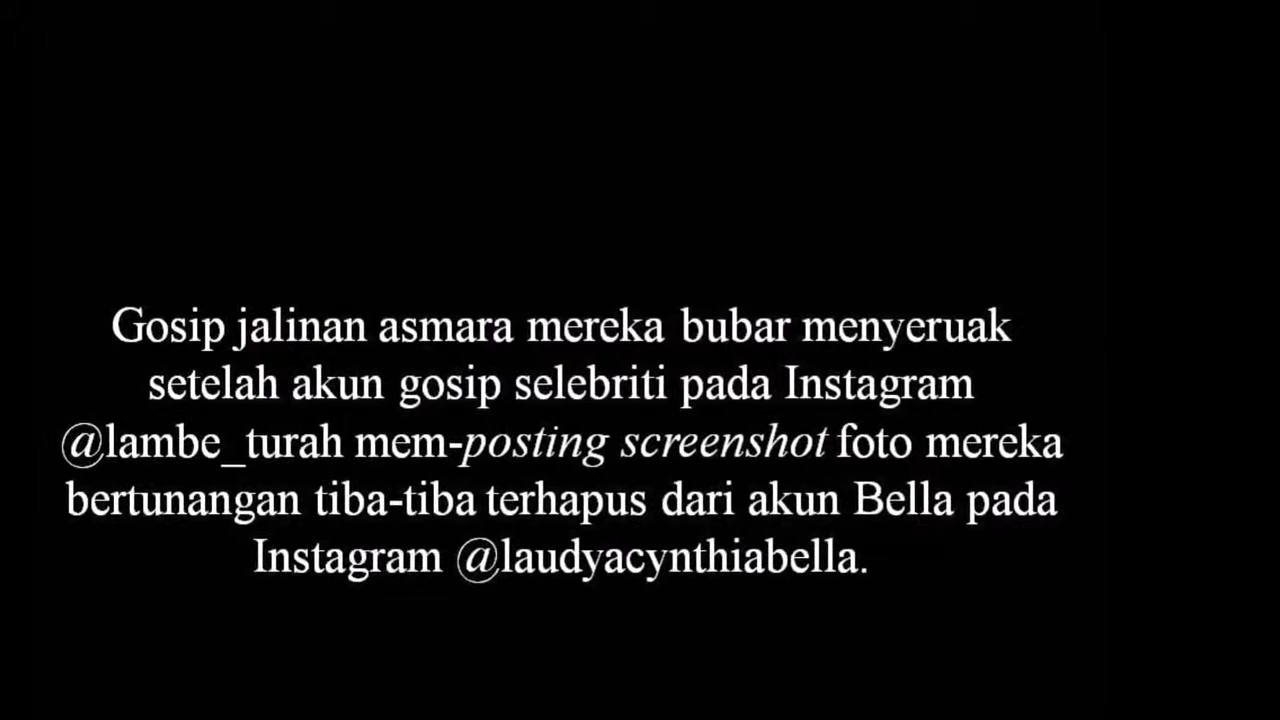 Gosip jalinan asmara mereka bubar menyeruak
setelah akun gosip selebriti pada Instagram
@lambe_turah mem-posting screenshot foto mereka
bertunangan tiba-tiba terhapus dari akun Bella pada
Instagram @laudyacynthiabella.